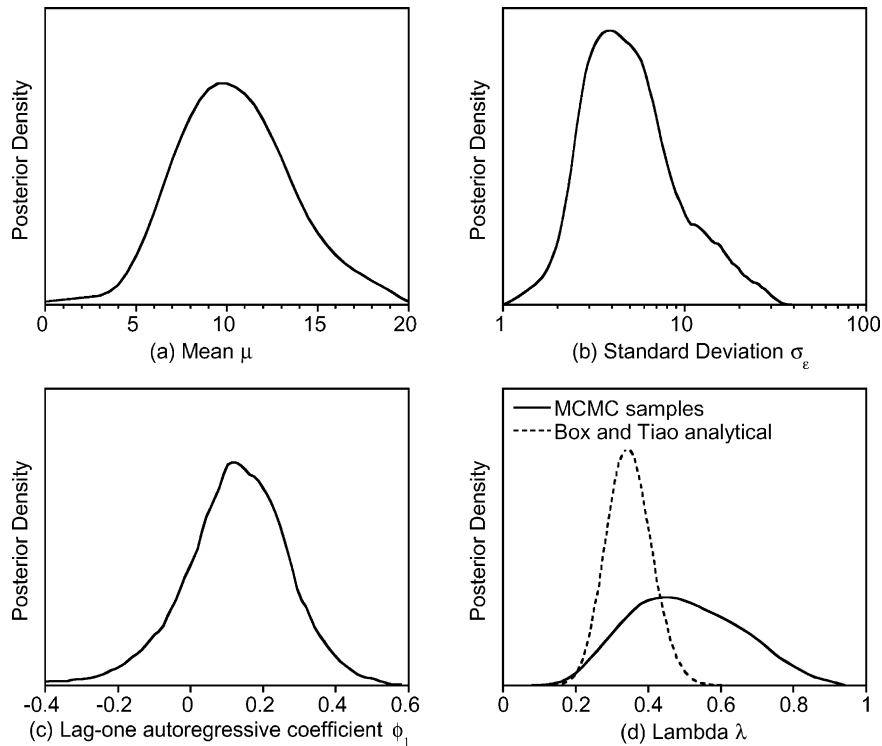 Posterior Density
0 5 10 15 20
(a) Mean μ
Posterior Density
1 10 100
(b) Standard Deviation σε
Posterior Density
-0.4 -0.2 0 0.2 0.4 0.6
(c) Lag-one autoregressive coefficient ϕ1
MCMC samples
Box and Tiao analytical
Posterior Density
0 0.2 0.4 0.6 0.8 1
(d) Lambda λ